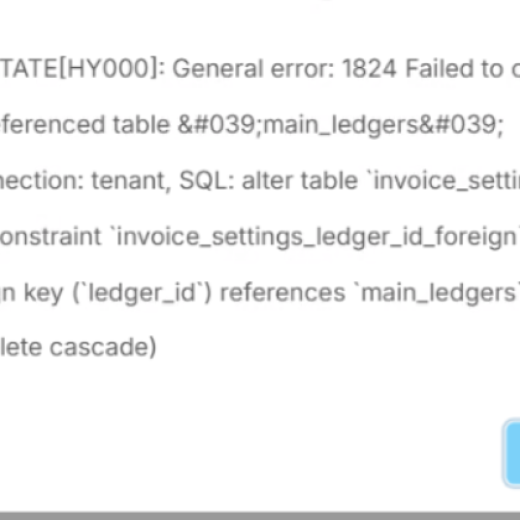 TATE[HY000]: General error: 1824 Failed to
ferenced table &#039;main_ledgers&#039;
nection: tenant, SQL: alter table `invoice_setti
onstraint `invoice_settings_ledger_id_foreign`
n key (`ledger_id`) references `main_ledgers`
lete cascade)